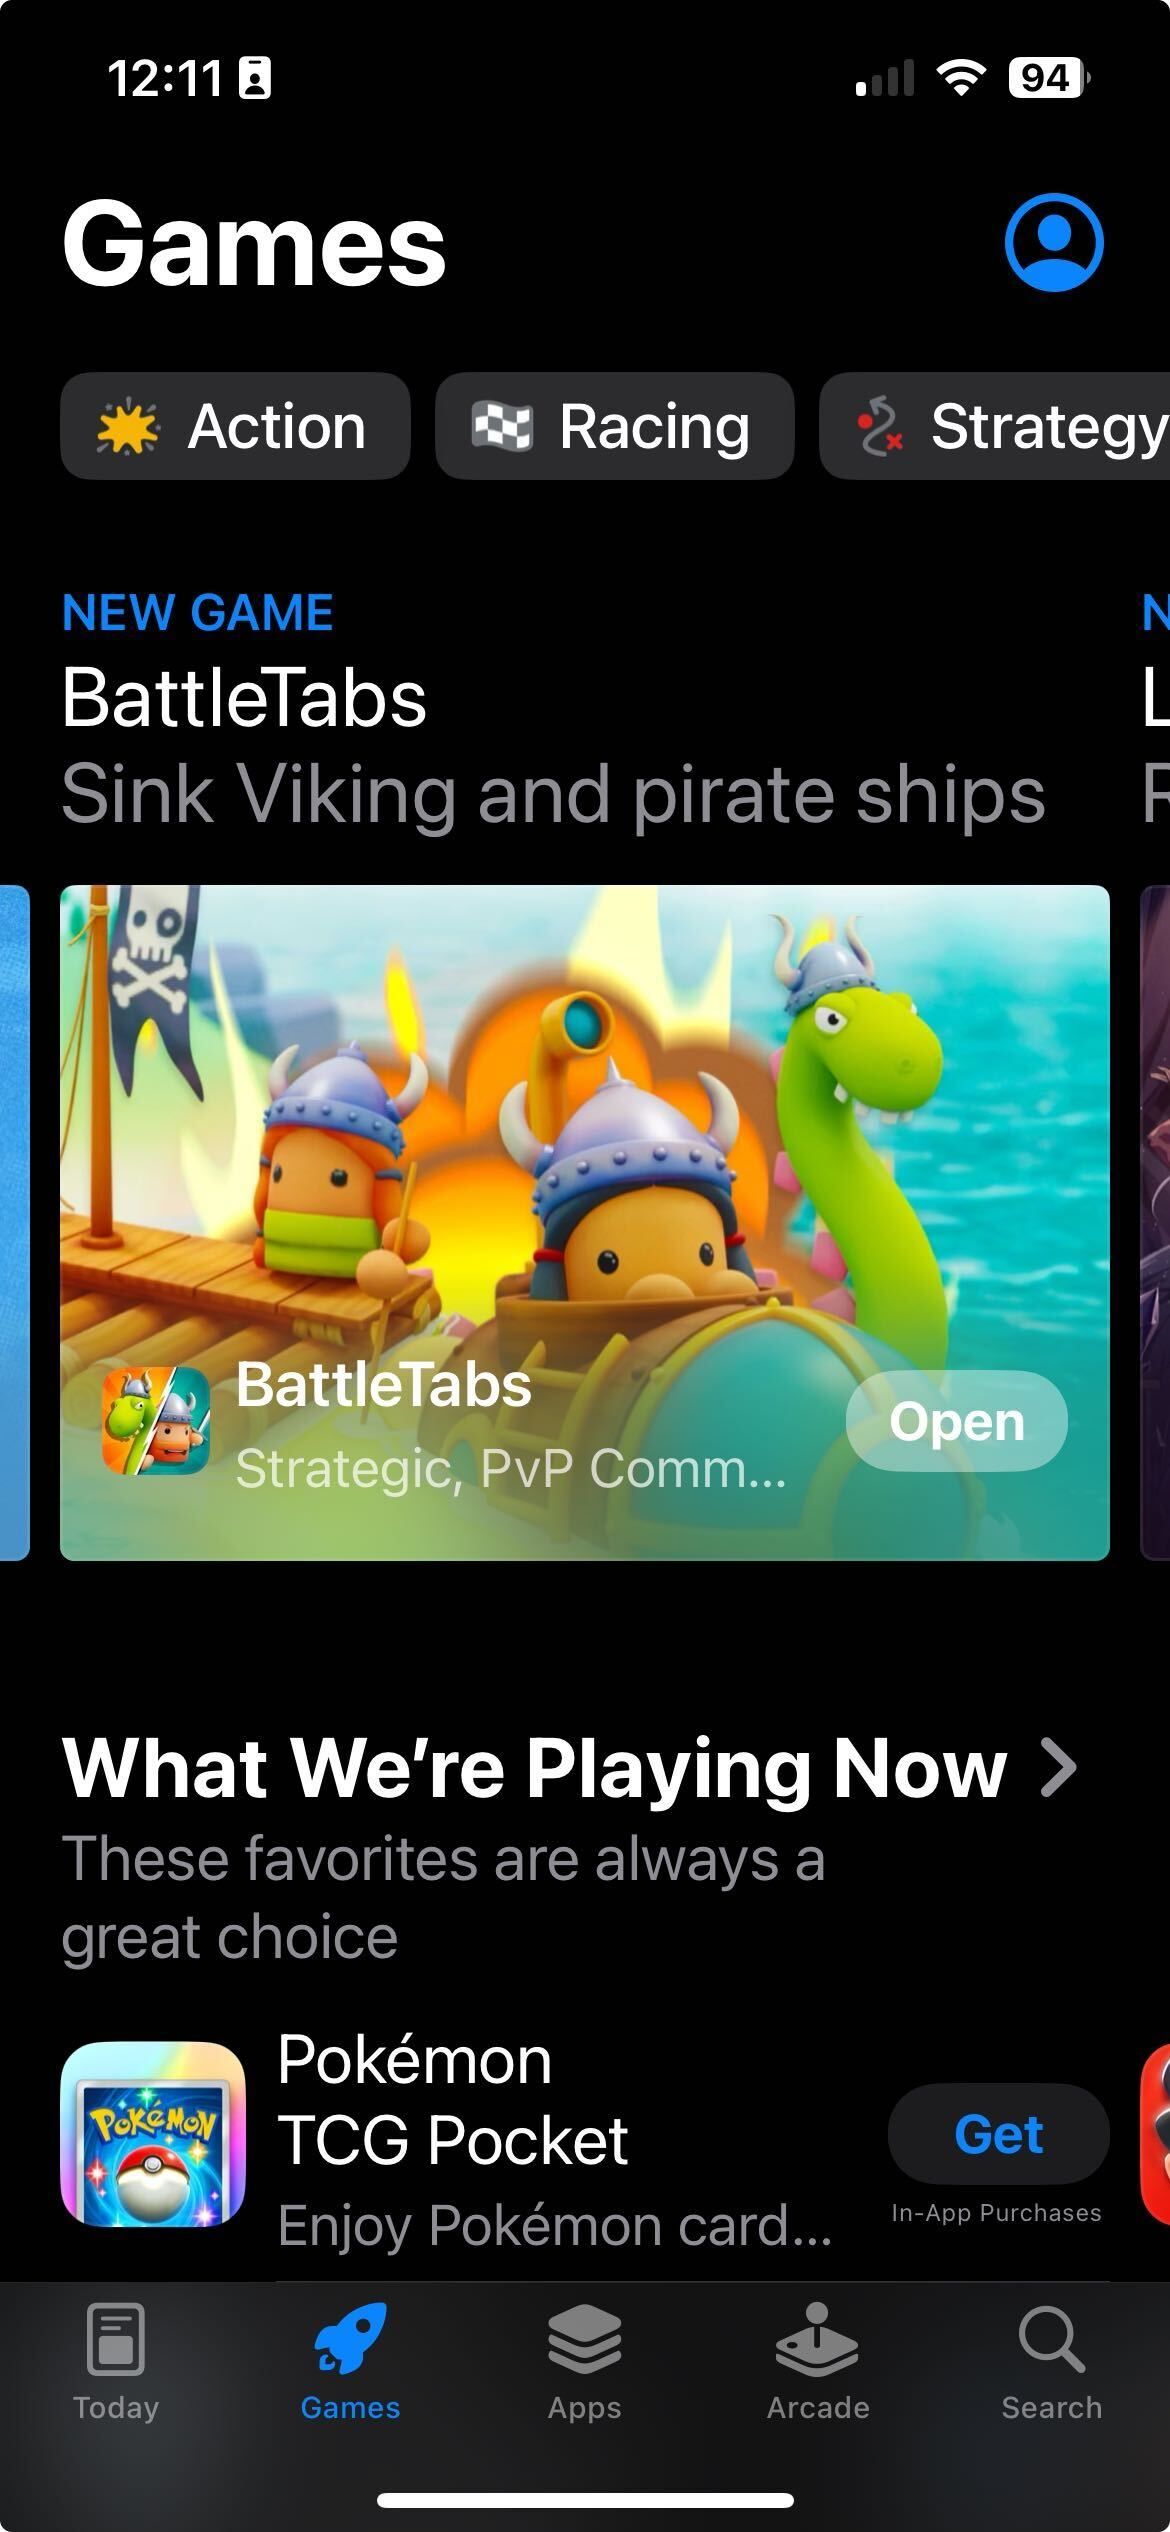 12:11
94
Games
Action
Racing
Strategy
NEW GAME
BattleTabs
Sink Viking and pirate ships
BattleTabs
Strategic, PvP Comm...
Open
What We're Playing Now
These favorites are always a
great choice
POKÉMON
Pokémon
TCG Pocket
Enjoy Pokémon card...
Get
In-App Purchases
Today
Games
Apps
Arcade
Search